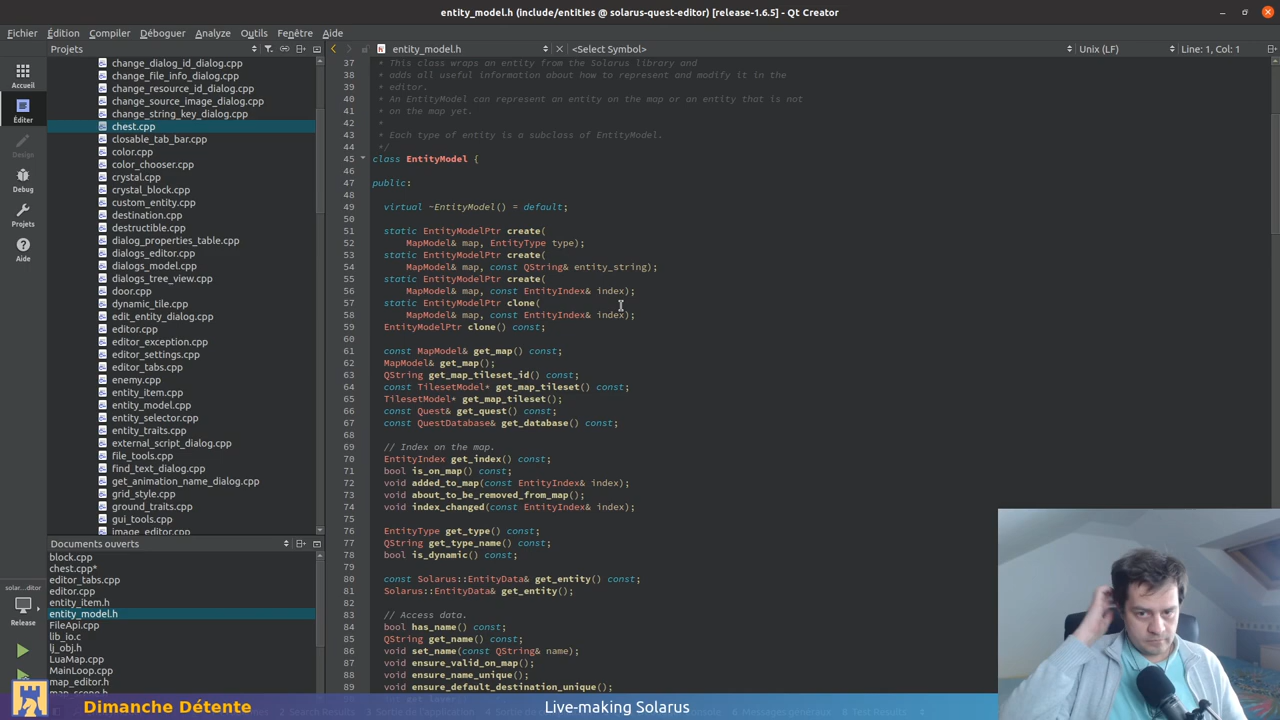 entity_model.h (include/entities @ solarus-quest-editor) [release-1.6.5] - Qt Creator
Fichier Édition Compiler Déboguer Analyze Outils Fenêtre Aide
Projets
entity_model.h
<Select Symbol>
Unix (LF)
Line: 1, Col: 1
Accueil
Éditer
Design
Debug
Projets
Aide
solar...ditor
Release
change_dialog_id_dialog.cpp
change_file_info_dialog.cpp
change_resource_id_dialog.cpp
change_source_image_dialog.cpp
change_string_key_dialog.cpp
chest.cpp
closable_tab_bar.cpp
color.cpp
color_chooser.cpp
crystal.cpp
crystal_block.cpp
custom_entity.cpp
destination.cpp
destructible.cpp
dialog_properties_table.cpp
dialogs_editor.cpp
dialogs_model.cpp
dialogs_tree_view.cpp
door.cpp
dynamic_tile.cpp
edit_entity_dialog.cpp
editor.cpp
editor_exception.cpp
editor_settings.cpp
editor_tabs.cpp
enemy.cpp
entity_item.cpp
entity_model.cpp
entity_selector.cpp
entity_traits.cpp
external_script_dialog.cpp
file_tools.cpp
find_text_dialog.cpp
get_animation_name_dialog.cpp
grid_style.cpp
ground_traits.cpp
gui_tools.cpp
image_editor.cpp
Documents ouverts
block.cpp
chest.cpp*
editor_tabs.cpp
editor.cpp
entity_item.h
entity_model.h
FileApi.cpp
lib_io.c
lj_obj.h
LuaMap.cpp
MainLoop.cpp
map_editor.h
map_scene.h
37 * This class wraps an entity from the Solarus library and
38 * adds all useful information about how to represent and modify it in the
39 * editor.
40 * An EntityModel can represent an entity on the map or an entity that is not
41 * on the map yet.
42 *
43 * Each type of entity is a subclass of EntityModel.
44 */
45 class EntityModel {
46
47 public:
48
49 virtual ~EntityModel() = default;
50
51 static EntityModelPtr create(
52 MapModel& map, EntityType type);
53 static EntityModelPtr create(
54 MapModel& map, const QString& entity_string);
55 static EntityModelPtr create(
56 MapModel& map, const EntityIndex& index);
57 static EntityModelPtr clone(
58 MapModel& map, const EntityIndex& index);
59 EntityModelPtr clone() const;
60
61 const MapModel& get_map() const;
62 MapModel& get_map();
63 QString get_map_tileset_id() const;
64 const TilesetModel* get_map_tileset() const;
65 TilesetModel* get_map_tileset();
66 const Quest& get_quest() const;
67 const QuestDatabase& get_database() const;
68
69 // Index on the map.
70 EntityIndex get_index() const;
71 bool is_on_map() const;
72 void added_to_map(const EntityIndex& index);
73 void about_to_be_removed_from_map();
74 void index_changed(const EntityIndex& index);
75
76 EntityType get_type() const;
77 QString get_type_name() const;
78 bool is_dynamic() const;
79
80 const Solarus::EntityData& get_entity() const;
81 Solarus::EntityData& get_entity();
82
83 // Access data.
84 bool has_name() const;
85 QString get_name() const;
86 void set_name(const QString& name);
87 void ensure_valid_on_map();
88 void ensure_name_unique();
89 void ensure_default_destination_unique();
Dimanche Détente
Live-making Solarus